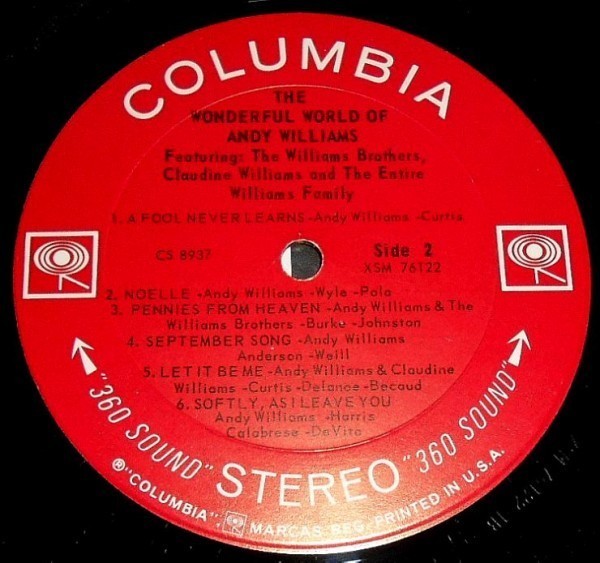 COLUMBIA
THE
WONDERFUL WORLD OF
ANDY WILLIAMS
Featuring: The Williams Brothers,
Claudine Williams and The Entire
Williams Family
1. A FOOL NEVER LEARNS -Andy Williams -Curtis
CS 8937
Side 2
XSM 76122
2. NOELLE -Andy Williams -Wyle -Pola
3. PENNIES FROM HEAVEN -Andy Williams & The
Williams Brothers -Burke -Johnston
4. SEPTEMBER SONG -Andy Williams
Anderson -Weill
5. LET IT BE ME -Andy Williams & Claudine
Williams -Curtis -Delanoe -Becaud
6. SOFTLY, AS I LEAVE YOU
Andy Williams -Harris
Calabrese -DeVita
"360 SOUND" STEREO "360 SOUND"
® "COLUMBIA", MARCAS REG. PRINTED IN U.S.A.